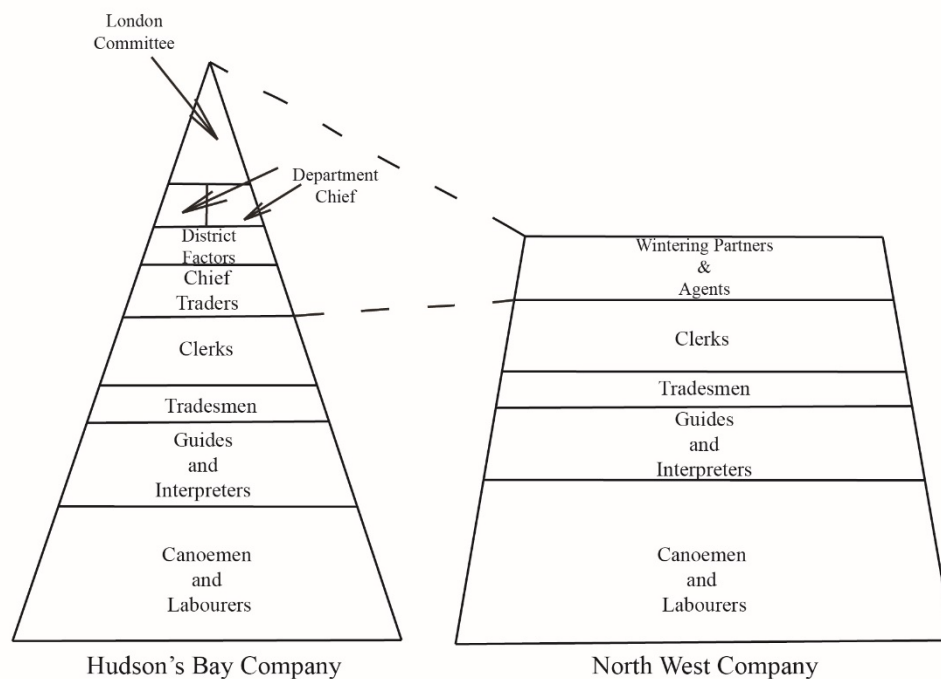 London
Committee
Department
Chief
District
Factors
Chief
Traders
Clerks
Tradesmen
Guides
and
Interpreters
Canoemen
and
Labourers
Hudson's Bay Company
Wintering Partners
&
Agents
Clerks
Tradesmen
Guides
and
Interpreters
Canoemen
and
Labourers
North West Company